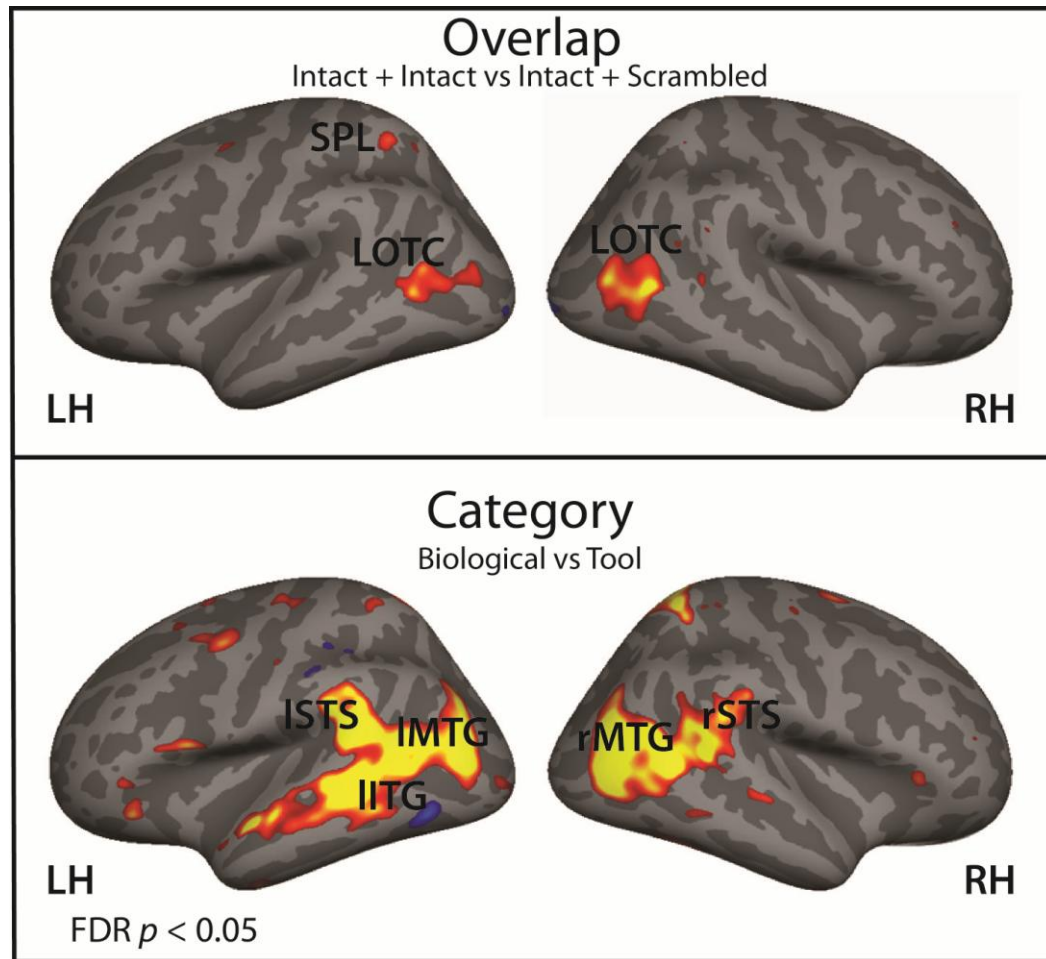 Overlap
Intact + Intact vs Intact + Scrambled
SPL
LOTC
LOTC
LH
RH
Category
Biological vs Tool
lSTS
lMTG
rMTG
rSTS
lITG
LH
RH
FDR p < 0.05